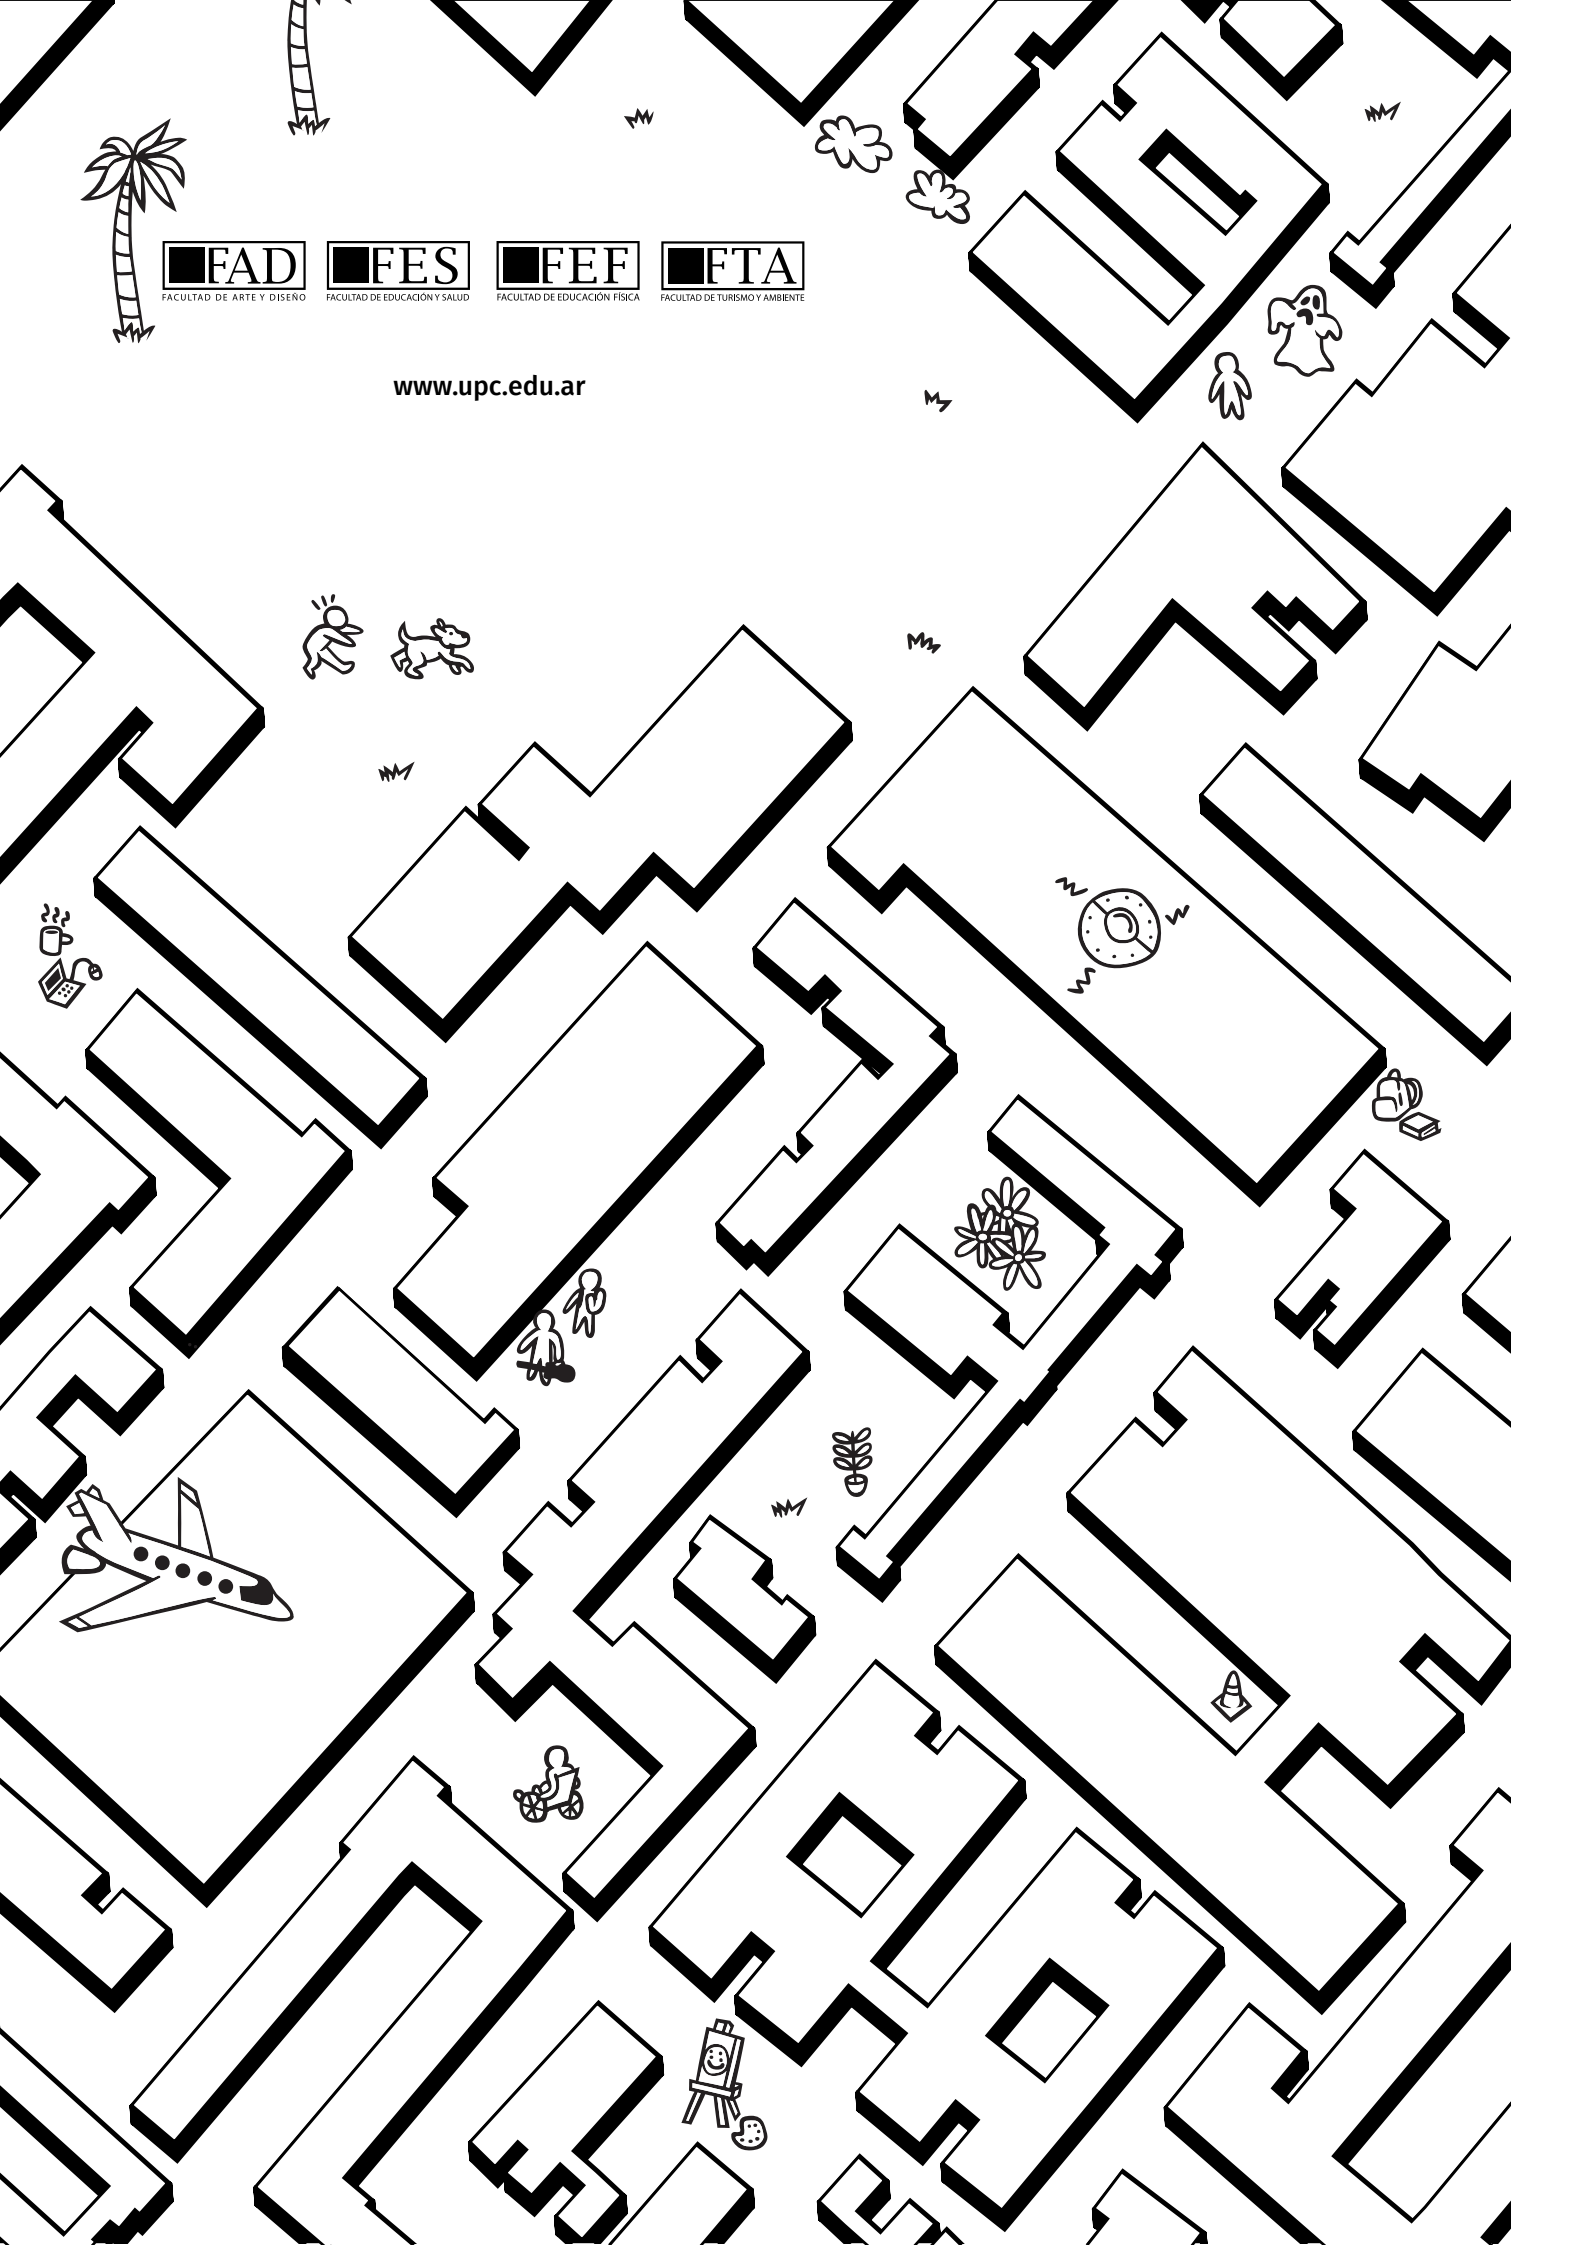 FAD FES FEF FTA
FACULTAD DE ARTE Y DISEÑO FACULTAD DE EDUCACIÓN Y SALUD FACULTAD DE EDUCACIÓN FÍSICA FACULTAD DE TURISMO Y AMBIENTE
www.upc.edu.ar